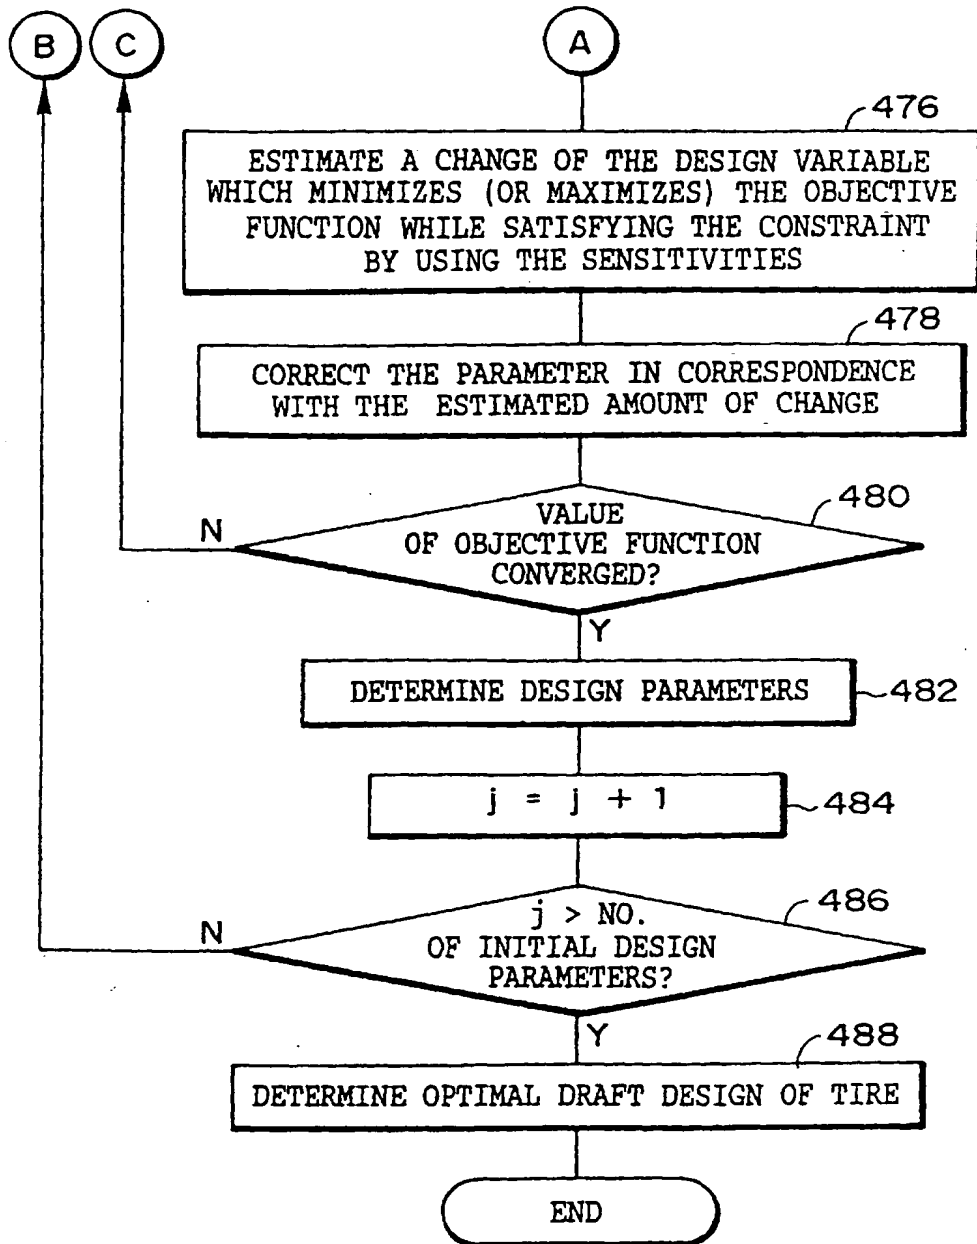 B
C
A
476
ESTIMATE A CHANGE OF THE DESIGN VARIABLE
WHICH MINIMIZES (OR MAXIMIZES) THE OBJECTIVE
FUNCTION WHILE SATISFYING THE CONSTRAINT
BY USING THE SENSITIVITIES
478
CORRECT THE PARAMETER IN CORRESPONDENCE
WITH THE ESTIMATED AMOUNT OF CHANGE
480
N
VALUE
OF OBJECTIVE FUNCTION
CONVERGED?
Y
DETERMINE DESIGN PARAMETERS
482
j = j + 1
484
486
N
j > NO.
OF INITIAL DESIGN
PARAMETERS?
Y
488
DETERMINE OPTIMAL DRAFT DESIGN OF TIRE
END